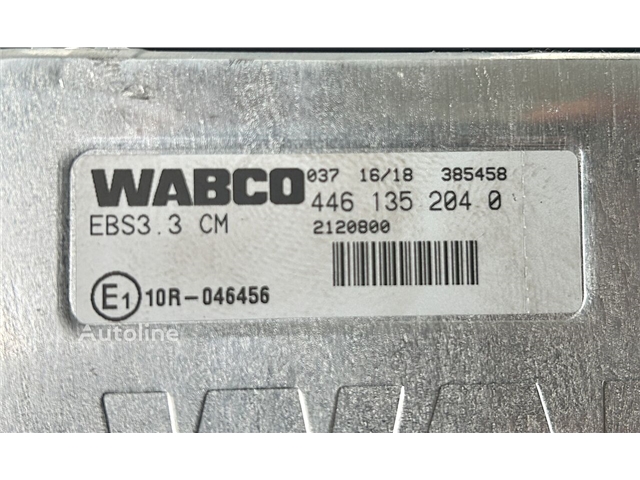 WABCO 037 16/18 385458
446 135 204 0
EBS3.3 CM 2120800
E1 10R-046456
Autoline